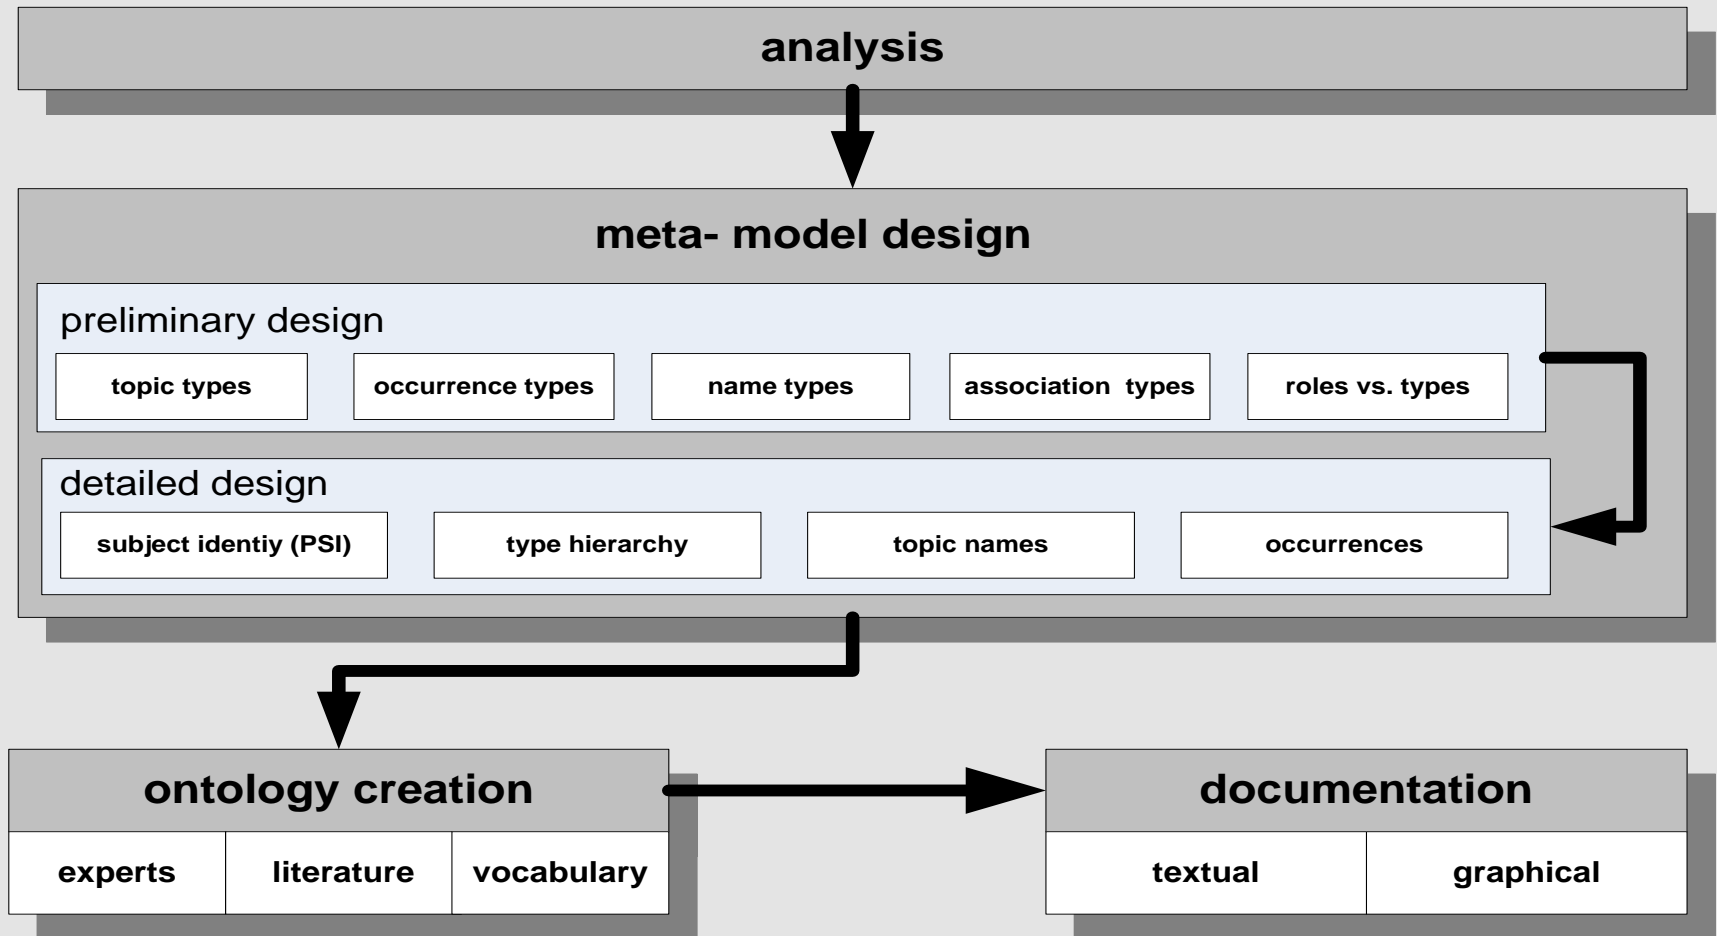 analysis
meta- model design
preliminary design
topic types
occurrence types
name types
association types
roles vs. types
detailed design
subject identiy (PSI)
type hierarchy
topic names
occurrences
ontology creation
experts
literature
vocabulary
documentation
textual
graphical